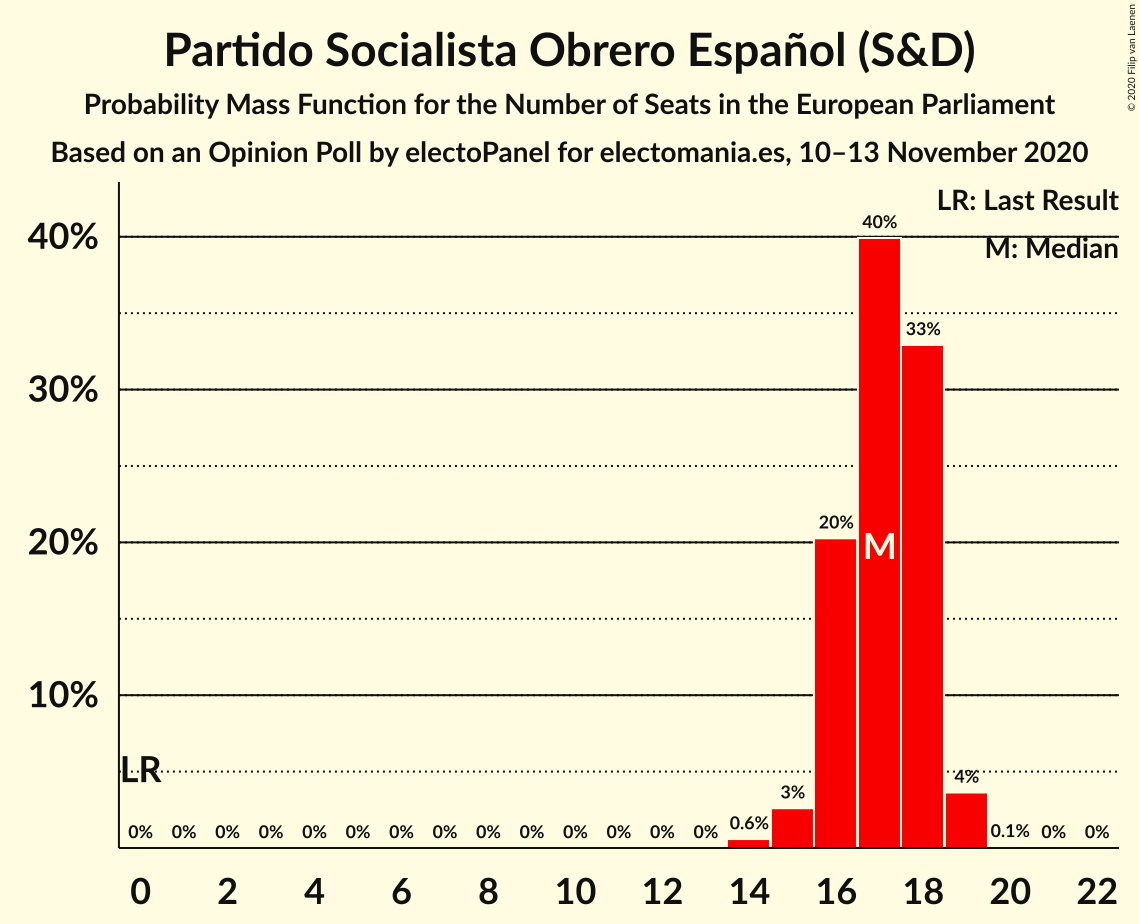 Partido Socialista Obrero Español (S&D)
Probability Mass Function for the Number of Seats in the European Parliament
Based on an Opinion Poll by electoPanel for electomania.es, 10–13 November 2020
© 2020 Filip van Laenen
LR: Last Result
M: Median
40%
30%
20%
10%
40%
33%
20%
M
LR
4%
3%
0% 0% 0% 0% 0% 0% 0% 0% 0% 0% 0% 0% 0% 0% 0.6% 0.1% 0% 0%
0 2 4 6 8 10 12 14 16 18 20 22